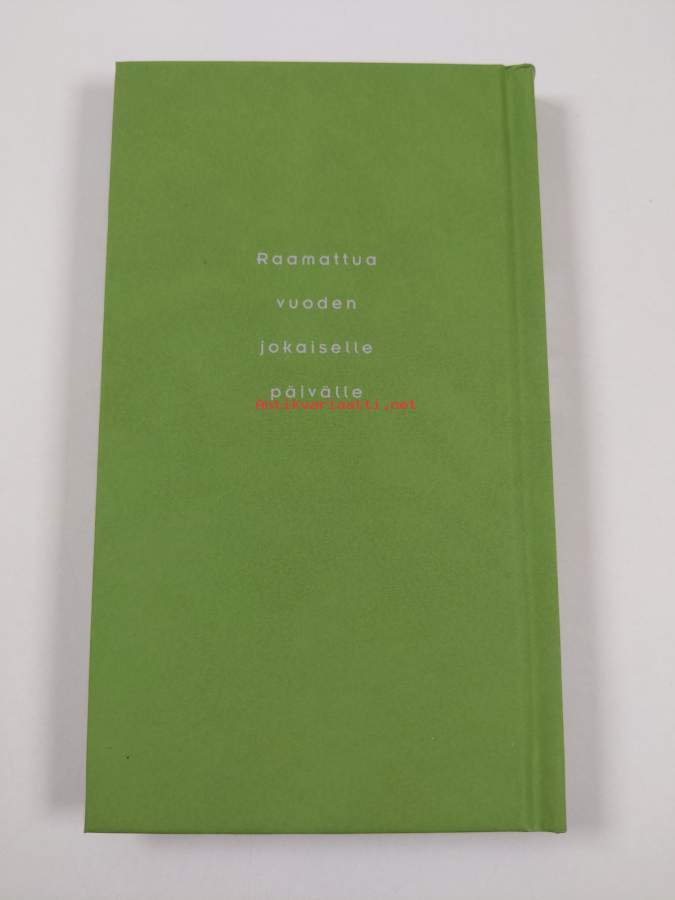 Raamattua
vuoden
jokaiselle
päivälle
Antikvariaatti.net